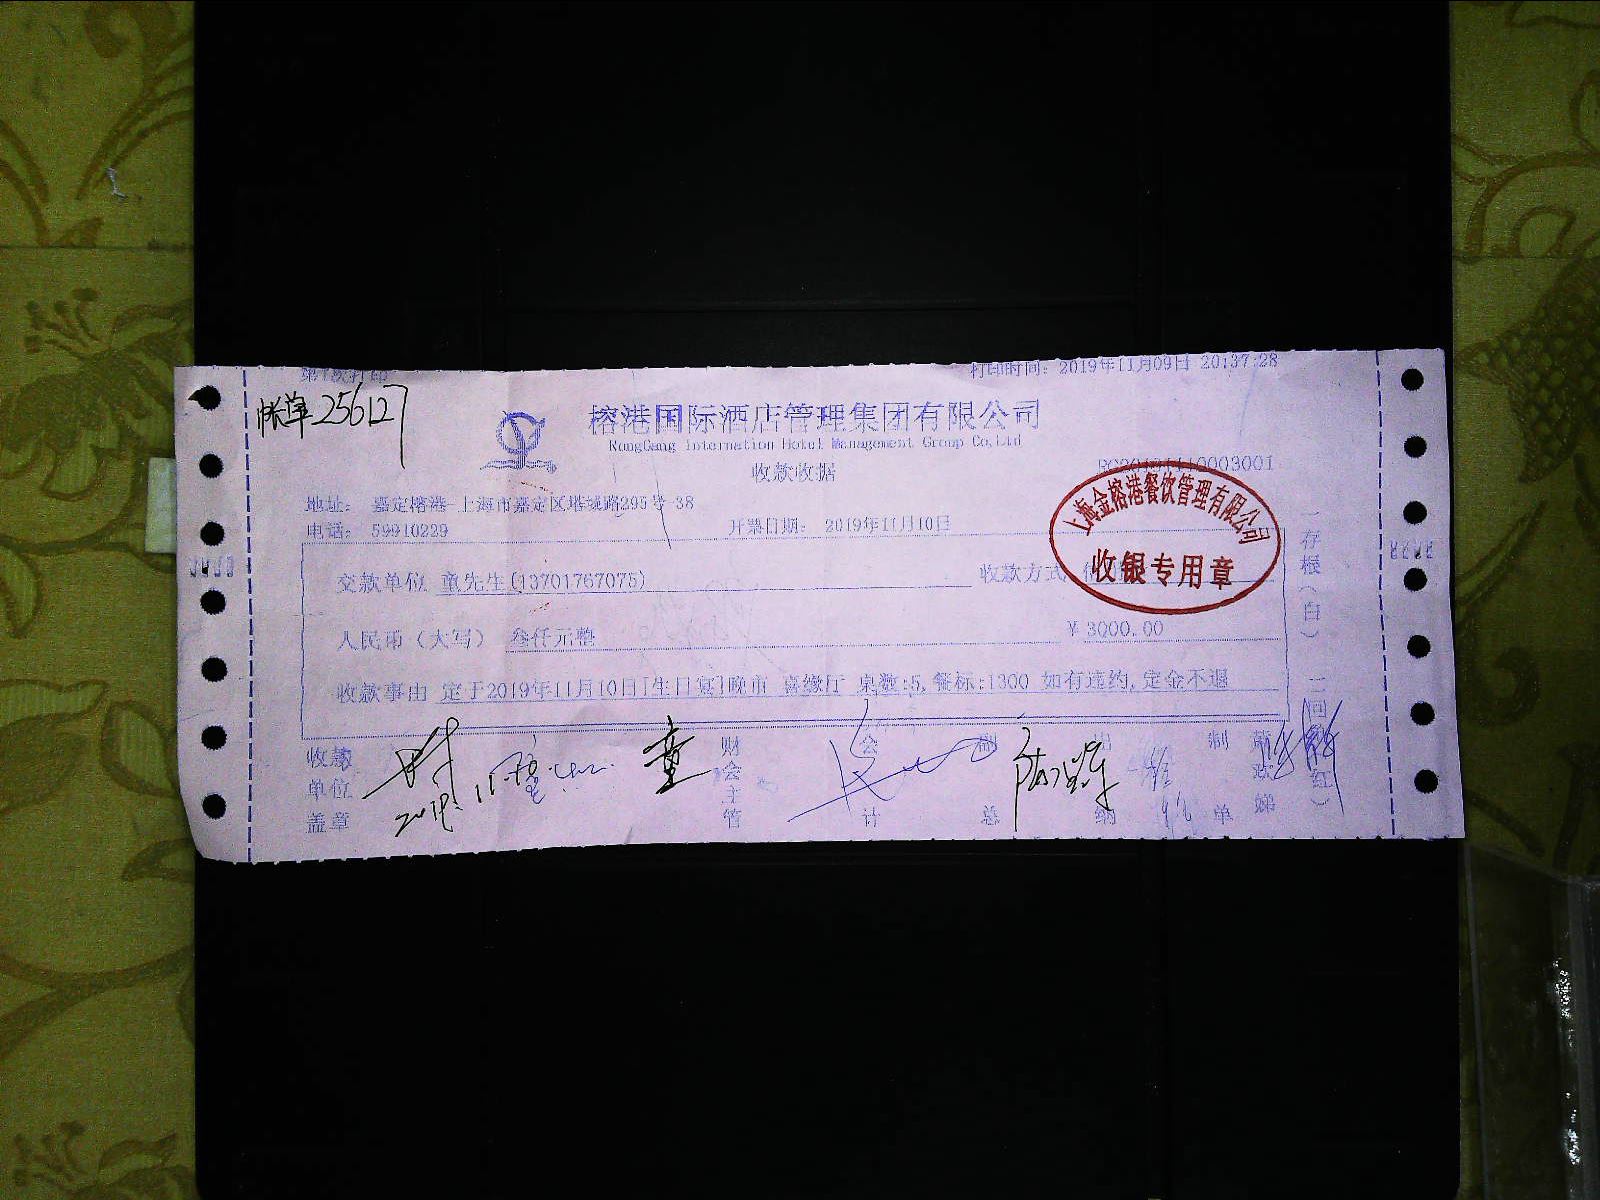 第1次打印
打印时间: 2019年11月09日 20:37:28
帐单256127
榕港国际酒店管理集团有限公司
RongGang Internation Hotel Management Group Co,Ltd
收款收据
0003001
地址: 嘉定榕港-上海市嘉定区塔城路295号-38
电话: 59910229
开票日期: 2019年11月10日
上海金榕港餐饮管理有限公司
收银专用章
交款单位 童先生(13701767075)
收款方式
人民币（大写） 叁仟元整
￥3000.00
收款事由 定于2019年11月10日[生日宴]晚市 喜缘厅 桌数:5,餐标:1300 如有违约,定金不退
一存根（白）二回 红）
收款单位盖章
童
财会主管
会计
副总
出纳
制单
2019.